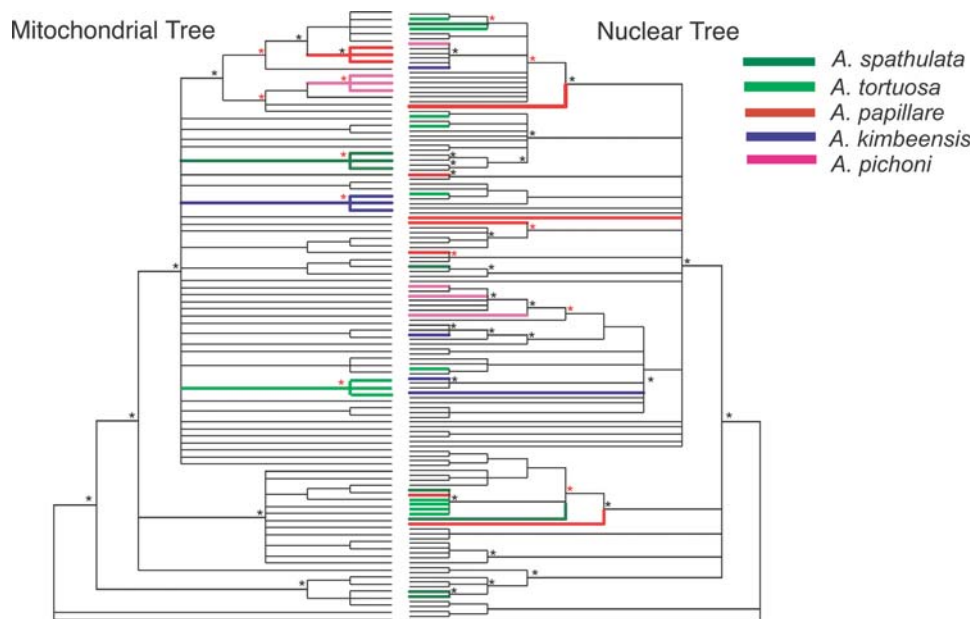 Mitochondrial Tree
Nuclear Tree
A. spathulata
A. tortuosa
A. papillare
A. kimbeensis
A. pichoni